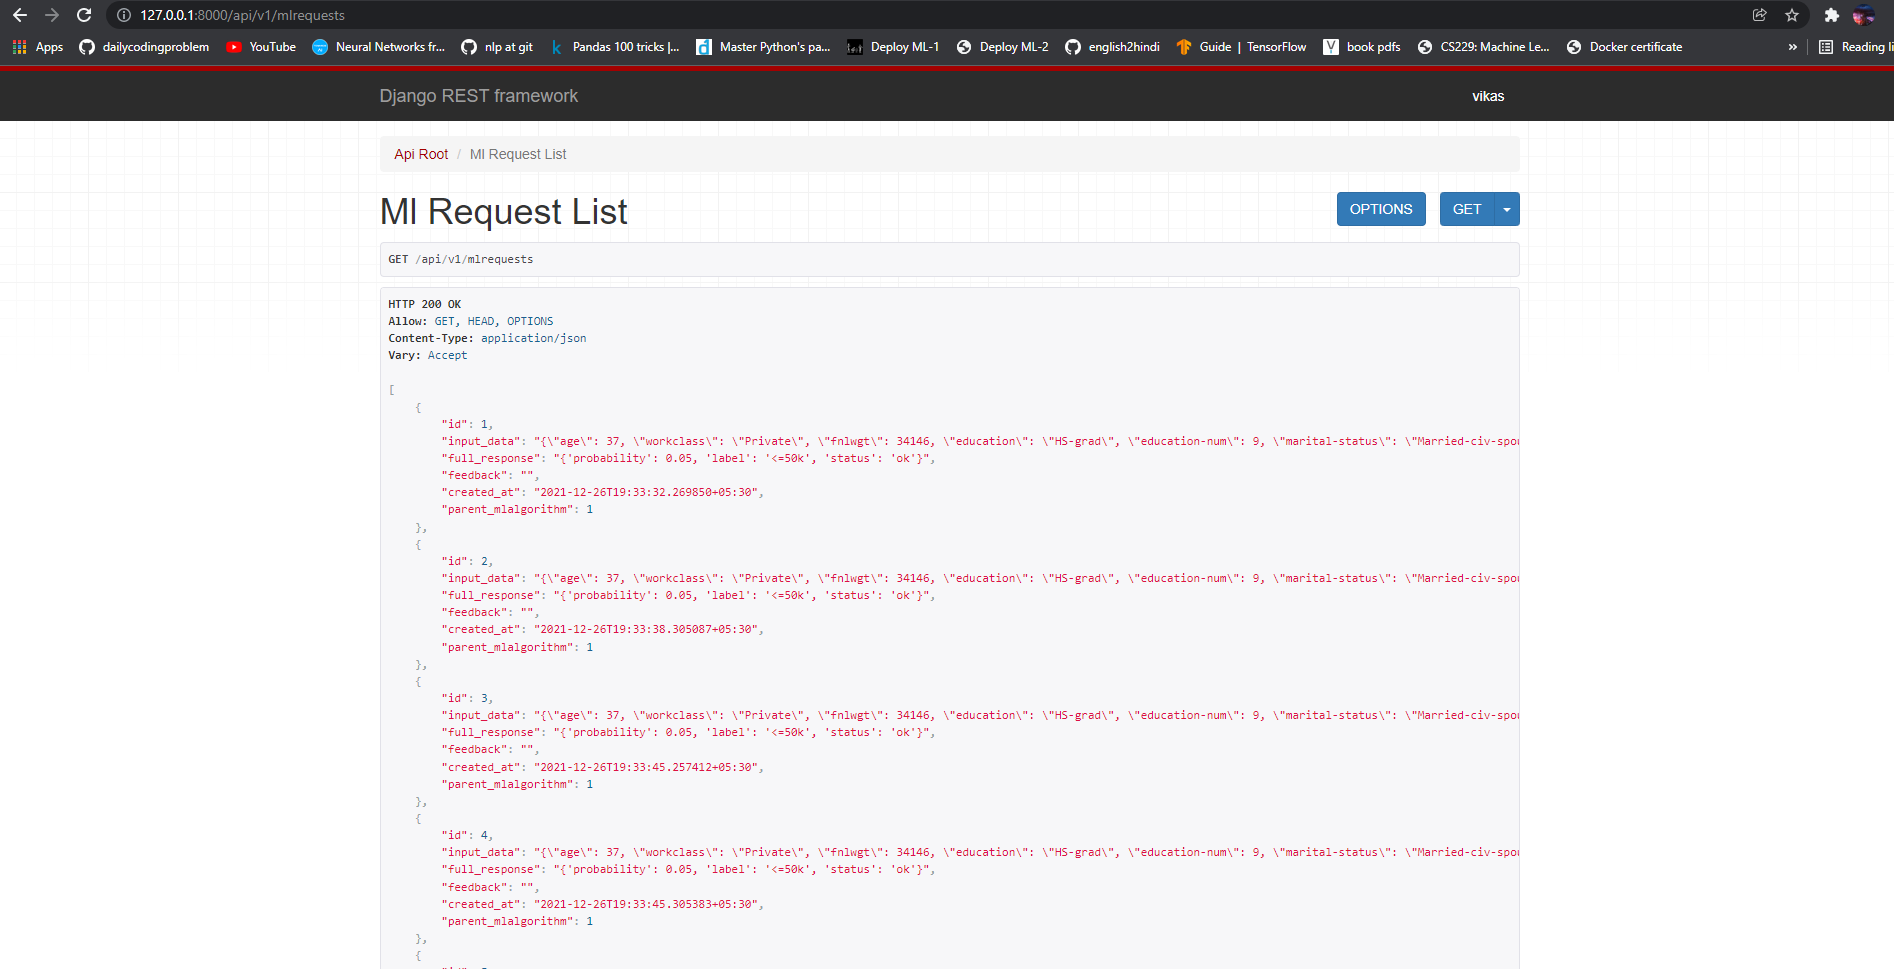 127.0.0.1:8000/api/v1/mlrequests
Apps dailycodingproblem YouTube Neural Networks fr... nlp at git Pandas 100 tricks |... Master Python's pa... Deploy ML-1 Deploy ML-2 english2hindi Guide | TensorFlow book pdfs CS229: Machine Le... Docker certificate » Reading li
Django REST framework vikas
Api Root / Ml Request List
Ml Request List OPTIONS GET
GET /api/v1/mlrequests
HTTP 200 OK
Allow: GET, HEAD, OPTIONS
Content-Type: application/json
Vary: Accept
[
{
"id": 1,
"input_data": "{\"age\": 37, \"workclass\": \"Private\", \"fnlwgt\": 34146, \"education\": \"HS-grad\", \"education-num\": 9, \"marital-status\": \"Married-civ-spou
"full_response": "{'probability': 0.05, 'label': '<=50k', 'status': 'ok'}",
"feedback": "",
"created_at": "2021-12-26T19:33:32.269850+05:30",
"parent_mlalgorithm": 1
},
{
"id": 2,
"input_data": "{\"age\": 37, \"workclass\": \"Private\", \"fnlwgt\": 34146, \"education\": \"HS-grad\", \"education-num\": 9, \"marital-status\": \"Married-civ-spou
"full_response": "{'probability': 0.05, 'label': '<=50k', 'status': 'ok'}",
"feedback": "",
"created_at": "2021-12-26T19:33:38.305087+05:30",
"parent_mlalgorithm": 1
},
{
"id": 3,
"input_data": "{\"age\": 37, \"workclass\": \"Private\", \"fnlwgt\": 34146, \"education\": \"HS-grad\", \"education-num\": 9, \"marital-status\": \"Married-civ-spou
"full_response": "{'probability': 0.05, 'label': '<=50k', 'status': 'ok'}",
"feedback": "",
"created_at": "2021-12-26T19:33:45.257412+05:30",
"parent_mlalgorithm": 1
},
{
"id": 4,
"input_data": "{\"age\": 37, \"workclass\": \"Private\", \"fnlwgt\": 34146, \"education\": \"HS-grad\", \"education-num\": 9, \"marital-status\": \"Married-civ-spou
"full_response": "{'probability': 0.05, 'label': '<=50k', 'status': 'ok'}",
"feedback": "",
"created_at": "2021-12-26T19:33:45.305383+05:30",
"parent_mlalgorithm": 1
},
{